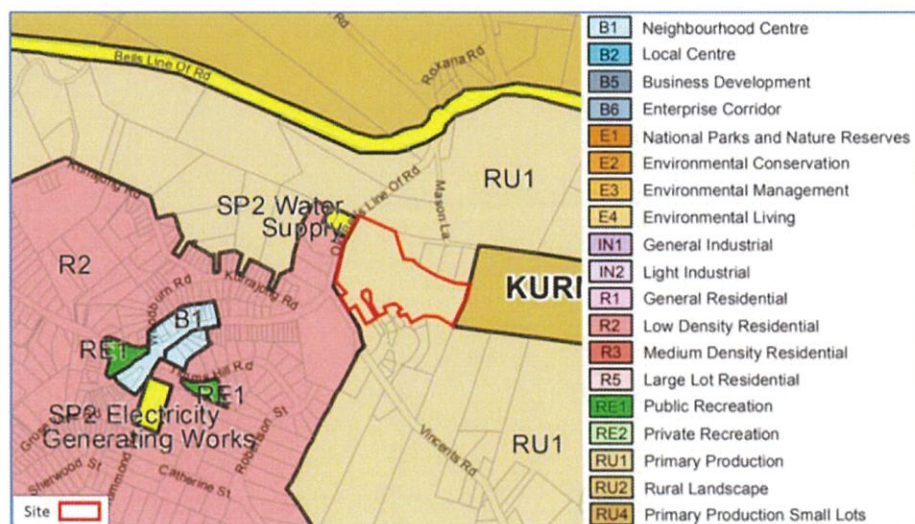 Bells Line Of Rd
Roxana Rd
RU1
Mason La
Kurrajong Rd
SP2 Water
Supply
R2
Kurrajong Rd
B1
RE1
Hill Rd
RE1
SP2 Electricity
Generating Works
Robertson St
Vincents Rd
RU1
Sherwood St
Catherine St
Site
B1 Neighbourhood Centre
B2 Local Centre
B5 Business Development
B6 Enterprise Corridor
E1 National Parks and Nature Reserves
E2 Environmental Conservation
E3 Environmental Management
E4 Environmental Living
IN1 General Industrial
IN2 Light Industrial
R1 General Residential
R2 Low Density Residential
R3 Medium Density Residential
R5 Large Lot Residential
RE1 Public Recreation
RE2 Private Recreation
RU1 Primary Production
RU2 Rural Landscape
RU4 Primary Production Small Lots